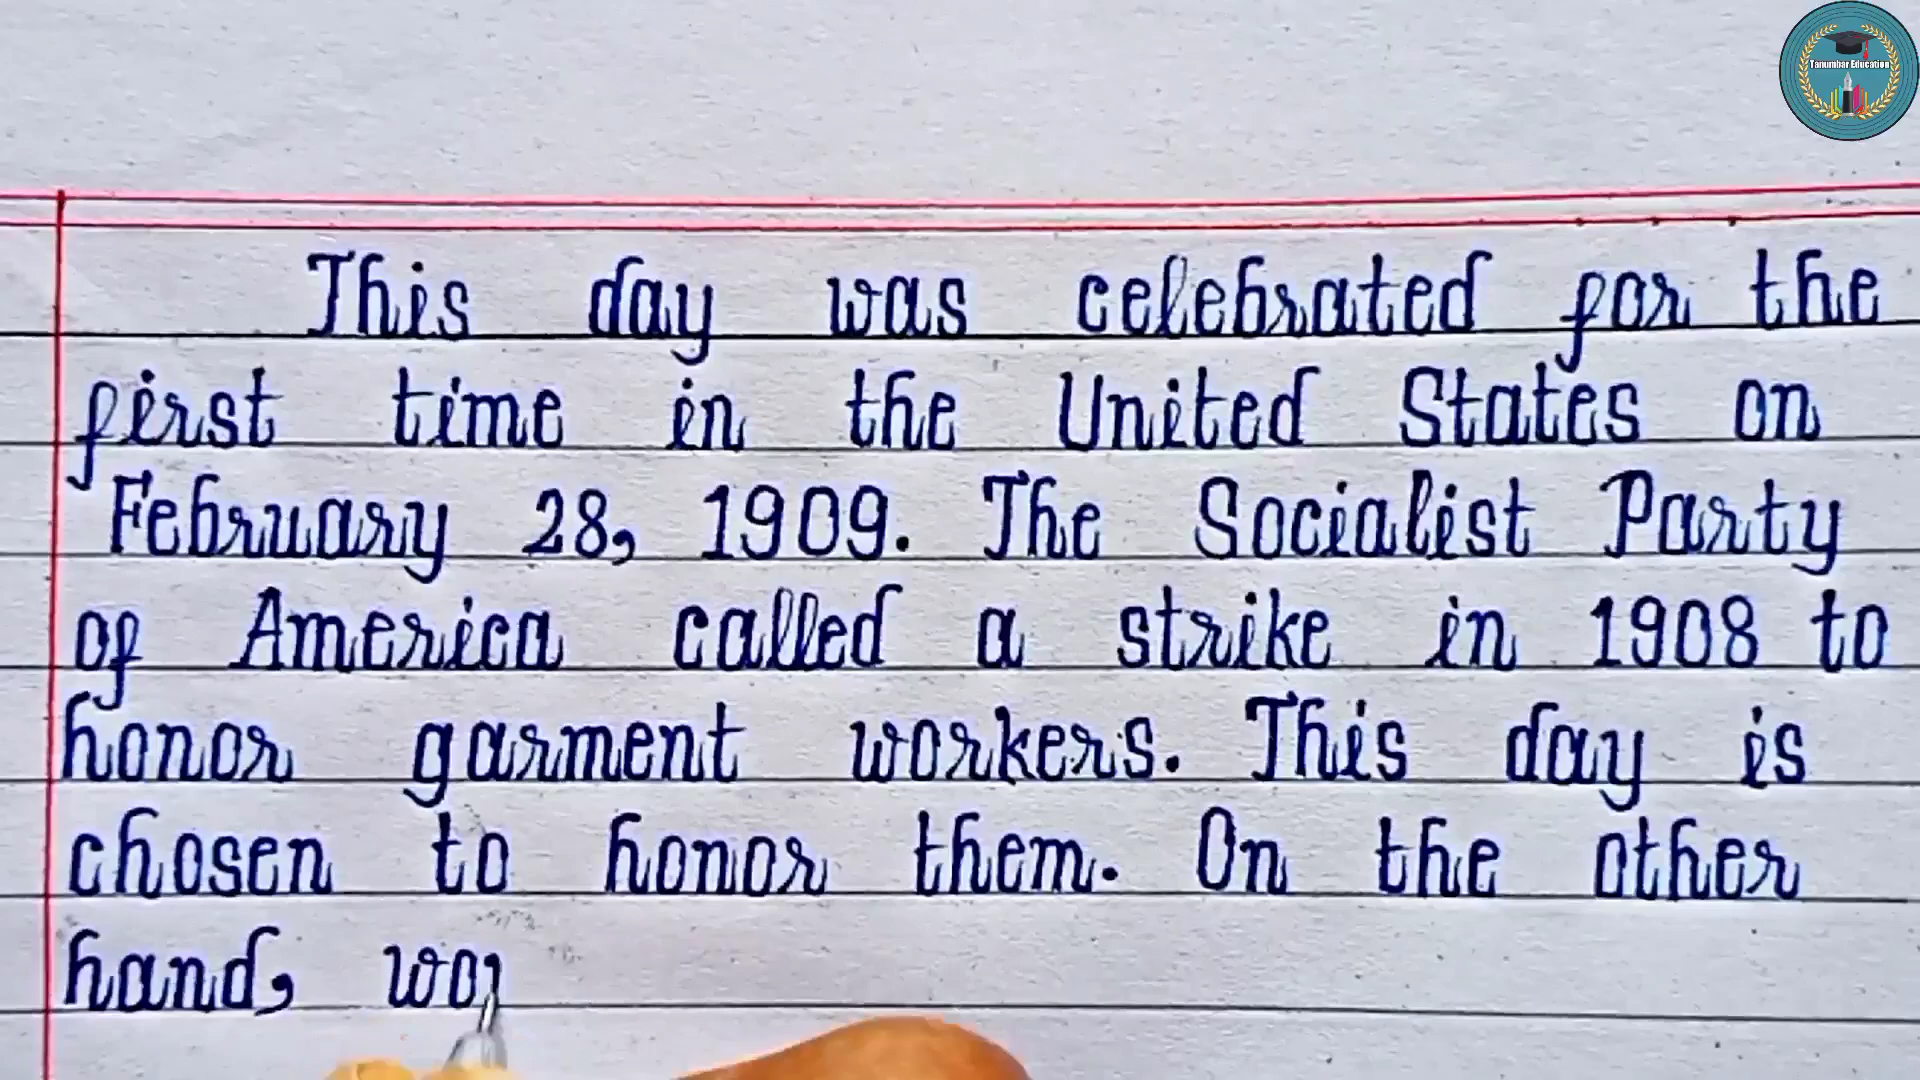 Tanumbar Education
This day was celebrated for the
first time in the United States on
February 28, 1909. The Socialist Party
of America called a strike in 1908 to
honor garment workers. This day is
chosen to honor them. On the other
hand,